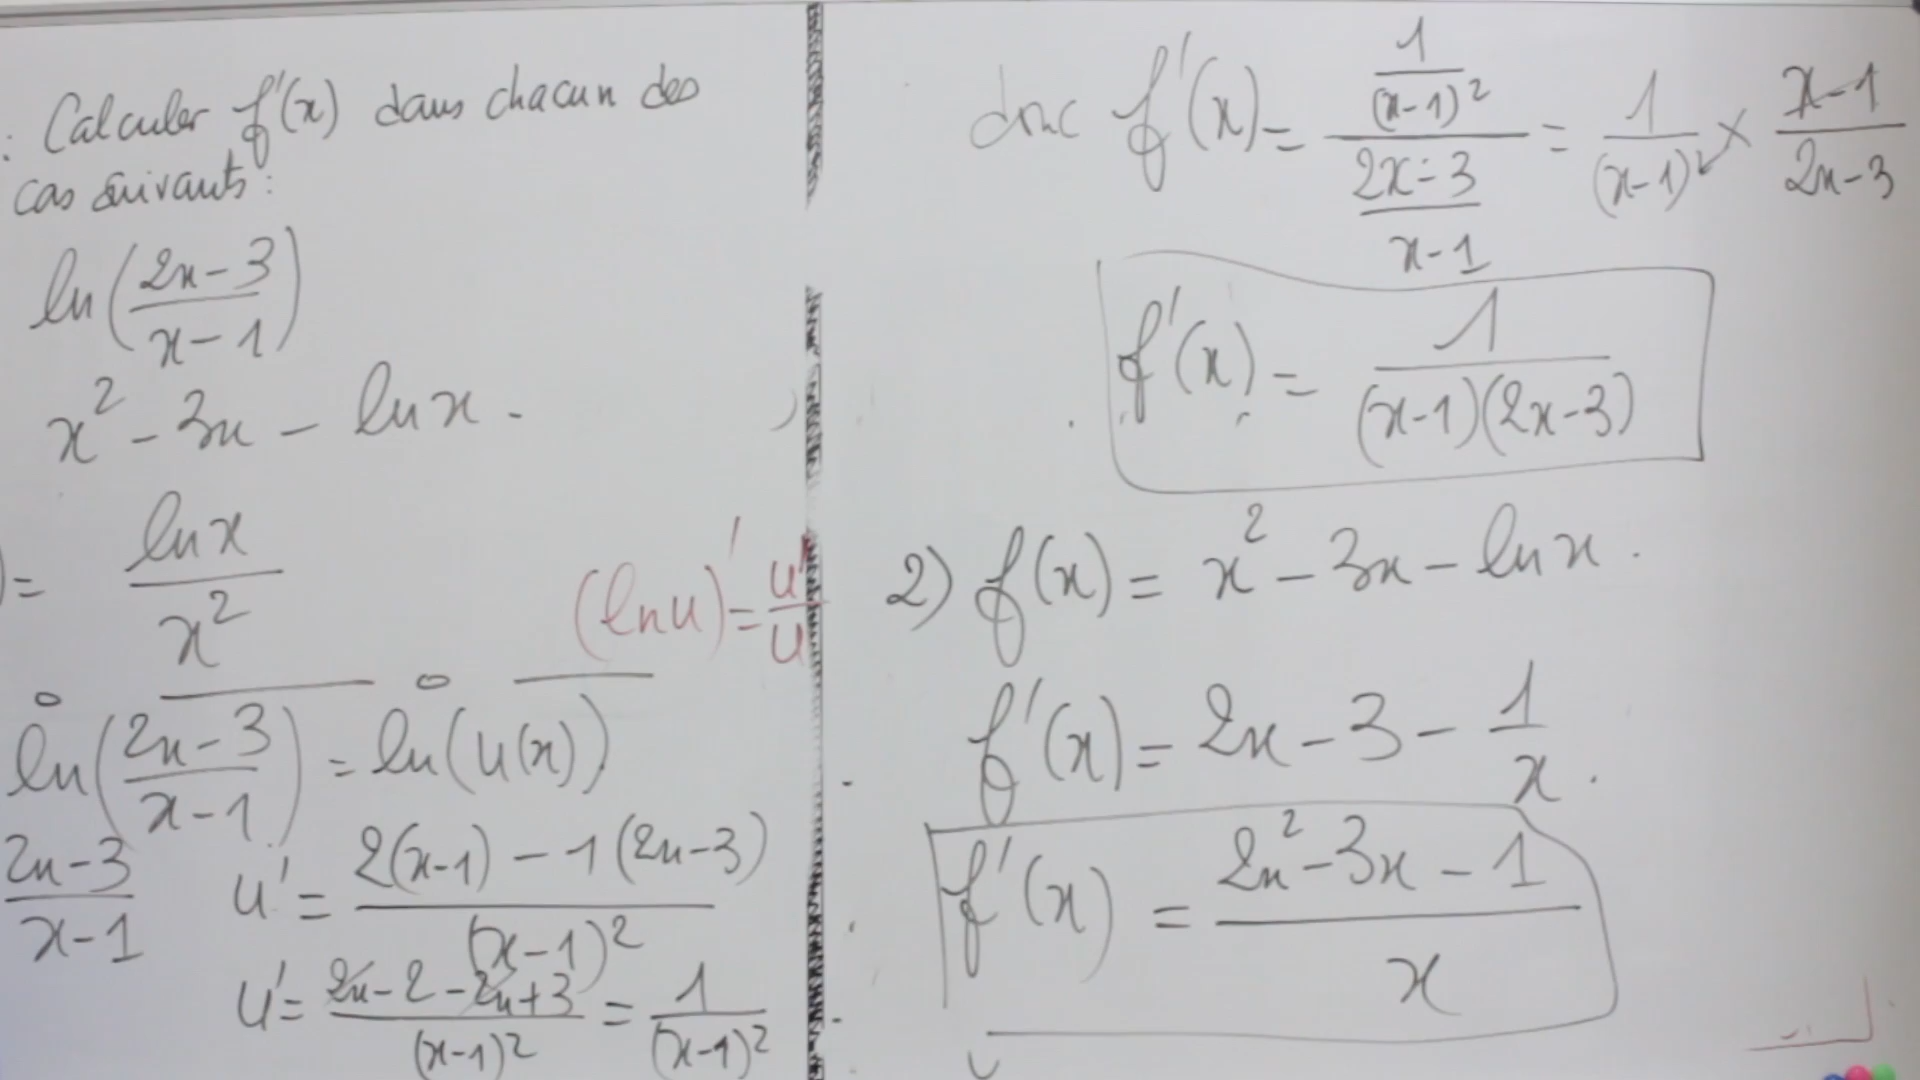 : Calculer f'(x) dans chacun des
cas suivants :
ln((2x-3)/(x-1))
x² - 3x - ln x .
)= ln x / x²
(ln u)' = u'/u
ln((2x-3)/(x-1)) = ln(u(x))
(2x-3)/(x-1)
u' = (2(x-1) - 1(2x-3))/(x-1)²
u' = (2x-2-2x+3)/(x-1)² = 1/(x-1)²
donc f'(x) = (1/(x-1)²)/((2x-3)/(x-1)) = 1/(x-1)² × (x-1)/(2x-3)
f'(x) = 1/((x-1)(2x-3))
2) f(x) = x² - 3x - ln x .
f'(x) = 2x - 3 - 1/x .
f'(x) = (2x² - 3x - 1)/x